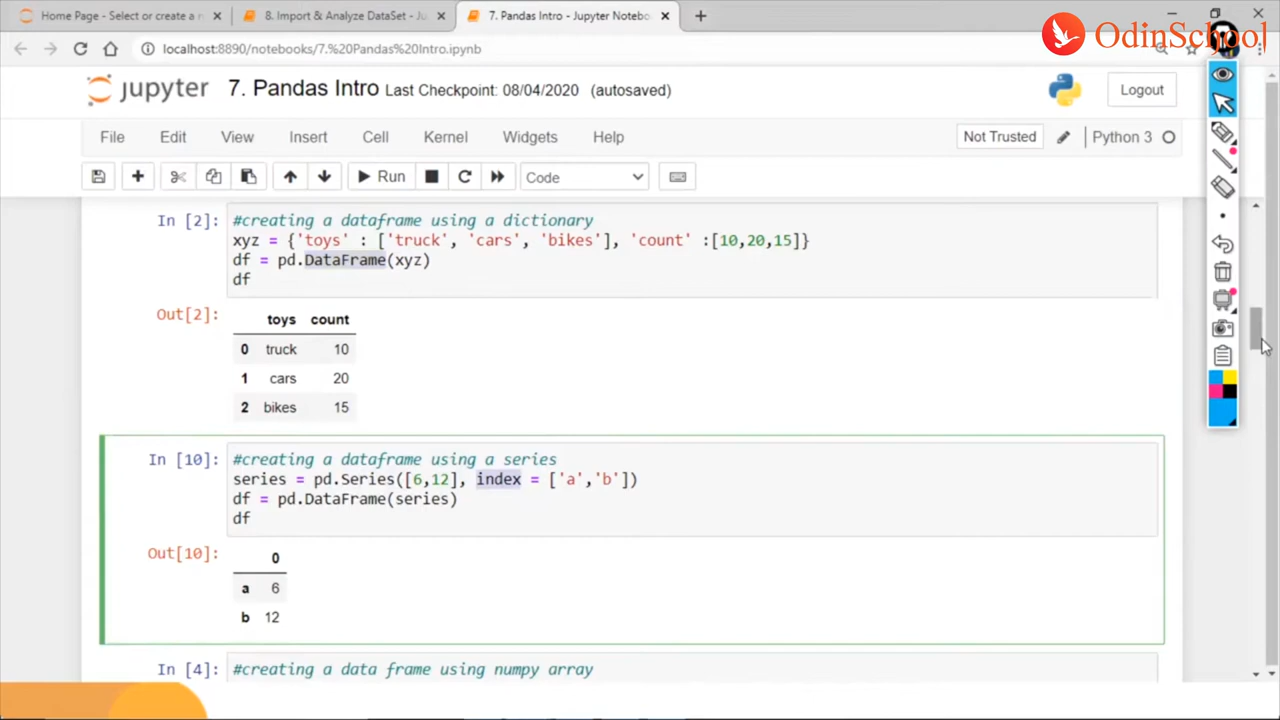 Home Page - Select or create a n
8. Import & Analyze DataSet - Ju
7. Pandas Intro - Jupyter Notebo
OdinSchool
localhost:8890/notebooks/7.%20Pandas%20Intro.ipynb
jupyter 7. Pandas Intro Last Checkpoint: 08/04/2020 (autosaved)
Logout
File Edit View Insert Cell Kernel Widgets Help Not Trusted Python 3
Run Code
In [2]: #creating a dataframe using a dictionary
xyz = {'toys' : ['truck', 'cars', 'bikes'], 'count' :[10,20,15]}
df = pd.DataFrame(xyz)
df
Out[2]:
toys count
0 truck 10
1 cars 20
2 bikes 15
In [10]: #creating a dataframe using a series
series = pd.Series([6,12], index = ['a','b'])
df = pd.DataFrame(series)
df
Out[10]:
0
a 6
b 12
In [4]: #creating a data frame using numpy array